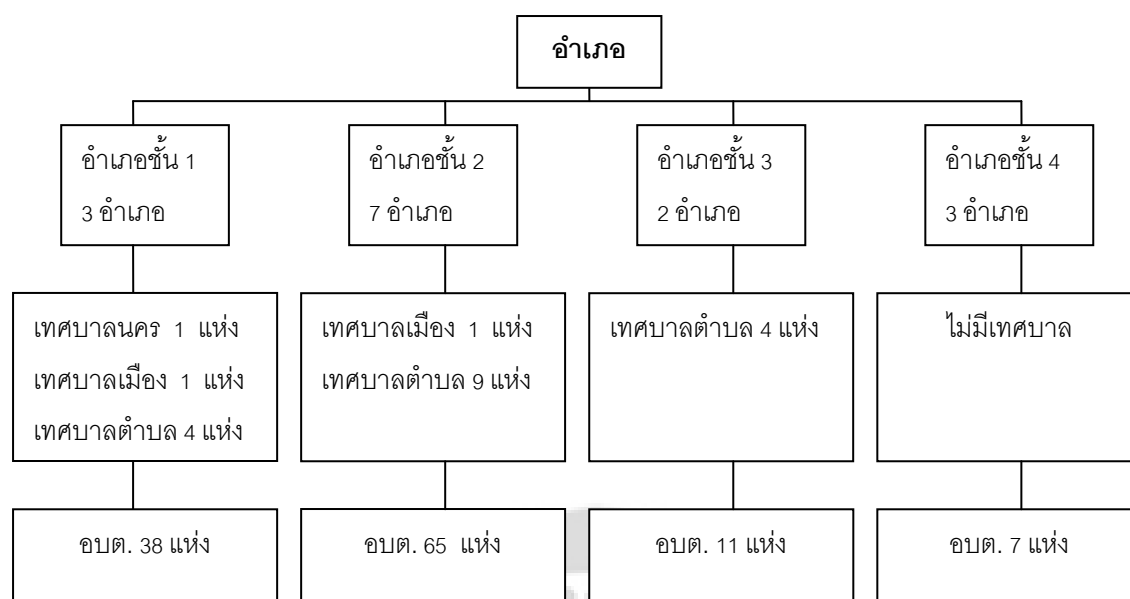 อำเภอ
อำเภอชั้น 1
3 อำเภอ
อำเภอชั้น 2
7 อำเภอ
อำเภอชั้น 3
2 อำเภอ
อำเภอชั้น 4
3 อำเภอ
เทศบาลนคร 1 แห่ง
เทศบาลเมือง 1 แห่ง
เทศบาลตำบล 4 แห่ง
เทศบาลเมือง 1 แห่ง
เทศบาลตำบล 9 แห่ง
เทศบาลตำบล 4 แห่ง
ไม่มีเทศบาล
อบต. 38 แห่ง
อบต. 65 แห่ง
อบต. 11 แห่ง
อบต. 7 แห่ง